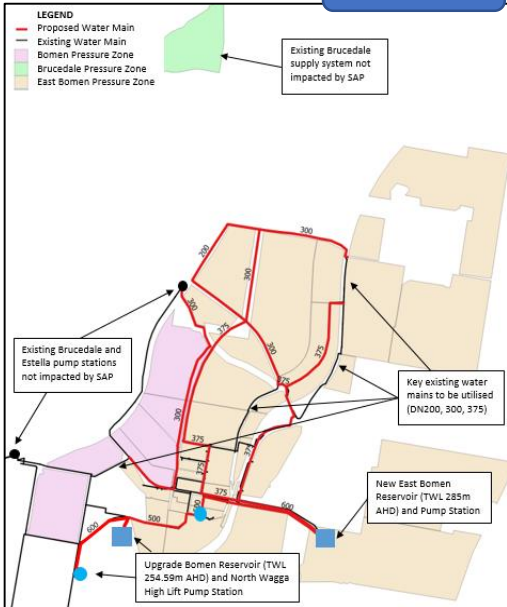 LEGEND
Proposed Water Main
Existing Water Main
Bomen Pressure Zone
Brucedale Pressure Zone
East Bomen Pressure Zone
Existing Brucedale
supply system not
impacted by SAP
300
200
300
300
375
375
375
300
Existing Brucedale and
Estella pump stations
not impacted by SAP
Key existing water
mains to be utilised
(DN200, 300, 375)
375
375
375
375
600
600
500
New East Bomen
Reservoir (TWL 285m
AHD) and Pump Station
Upgrade Bomen Reservoir (TWL
254.59m AHD) and North Wagga
High Lift Pump Station